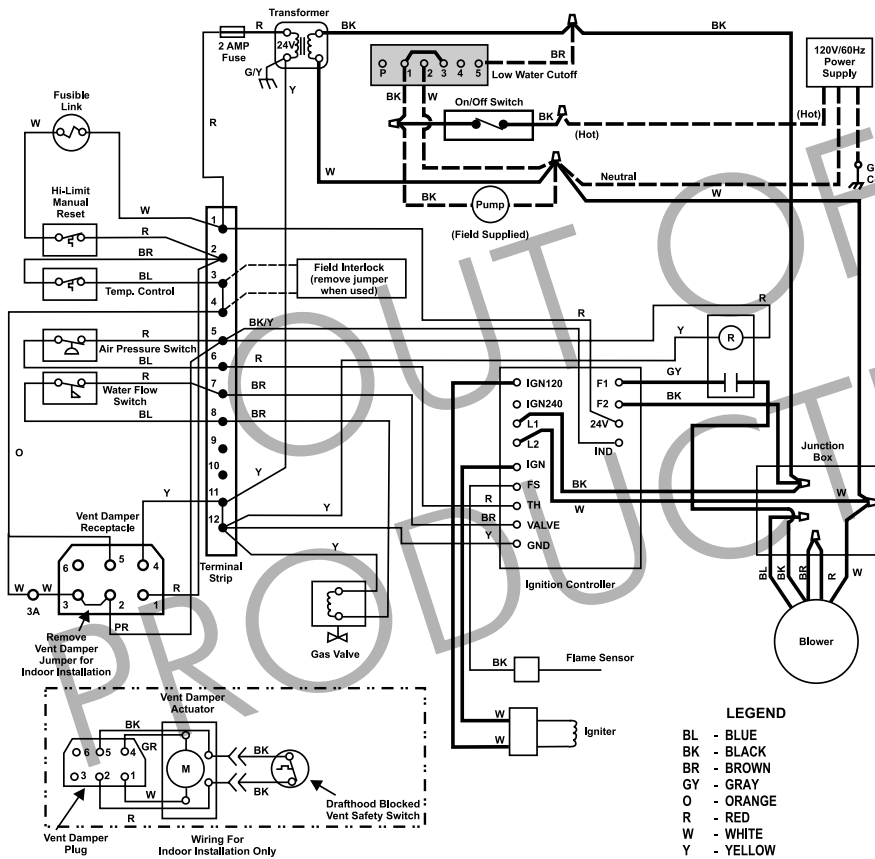 Transformer
R
BK
BK
24V
2 AMP
Fuse
G/Y
Y
BR
P 1 2 3 4 5
Low Water Cutoff
120V/60Hz
Power
Supply
Fusible
Link
W
R
BK
W
On/Off Switch
BK
(Hot)
(Hot)
Neutral
G
C
W
BK
Pump
(Field Supplied)
W
Hi-Limit
Manual
Reset
W
R
BR
BL
Temp. Control
1
2
3
4
5
6
7
8
9
10
11
12
Terminal
Strip
Field Interlock
(remove jumper
when used)
R
Air Pressure Switch
BL
R
Water Flow
Switch
BL
BK/Y
R
BR
BR
R
Y
R
R
GY
BK
IGN120
IGN240
L1
L2
IGN
FS
TH
VALVE
GND
F1
F2
24V
IND
R
BR
Y
Ignition Controller
BK
W
Junction
Box
W
BL
BK
BR
R
W
Blower
O
Y
Y
Y
Y
Vent Damper
Receptacle
6 5 4
3 2 1
W
W
3A
R
PR
Remove
Vent Damper
Jumper for
Indoor Installation
Gas Valve
BK
Flame Sensor
W
W
Igniter
Vent Damper
Actuator
BK
GR
6 5 4
3 2 1
M
W
R
BK
BK
Drafthood Blocked
Vent Safety Switch
Vent Damper
Plug
Wiring For
Indoor Installation Only
LEGEND
BL - BLUE
BK - BLACK
BR - BROWN
GY - GRAY
O - ORANGE
R - RED
W - WHITE
Y - YELLOW
OUT OF
PRODUCTI